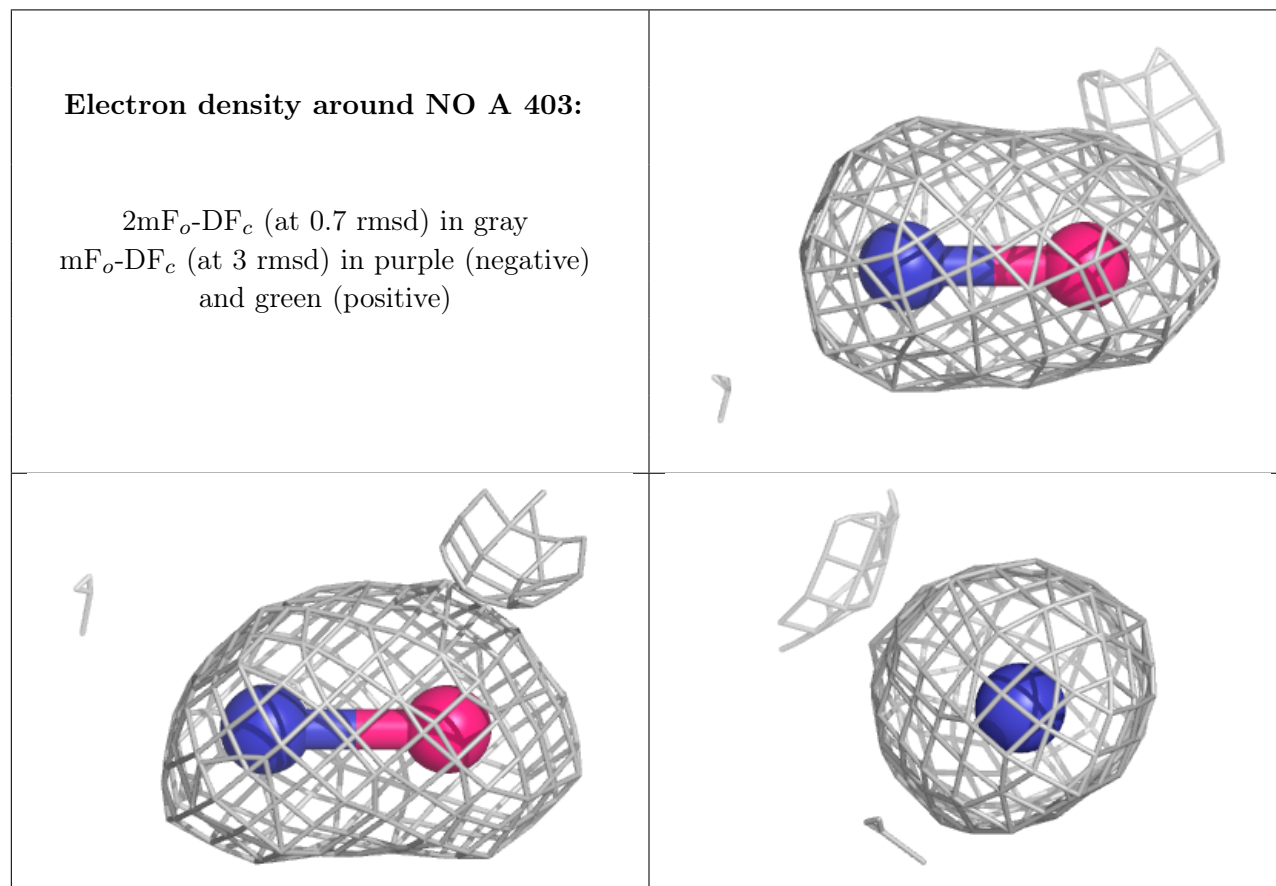 Electron density around NO A 403:
2mFo-DFc (at 0.7 rmsd) in gray
mFo-DFc (at 3 rmsd) in purple (negative)
and green (positive)